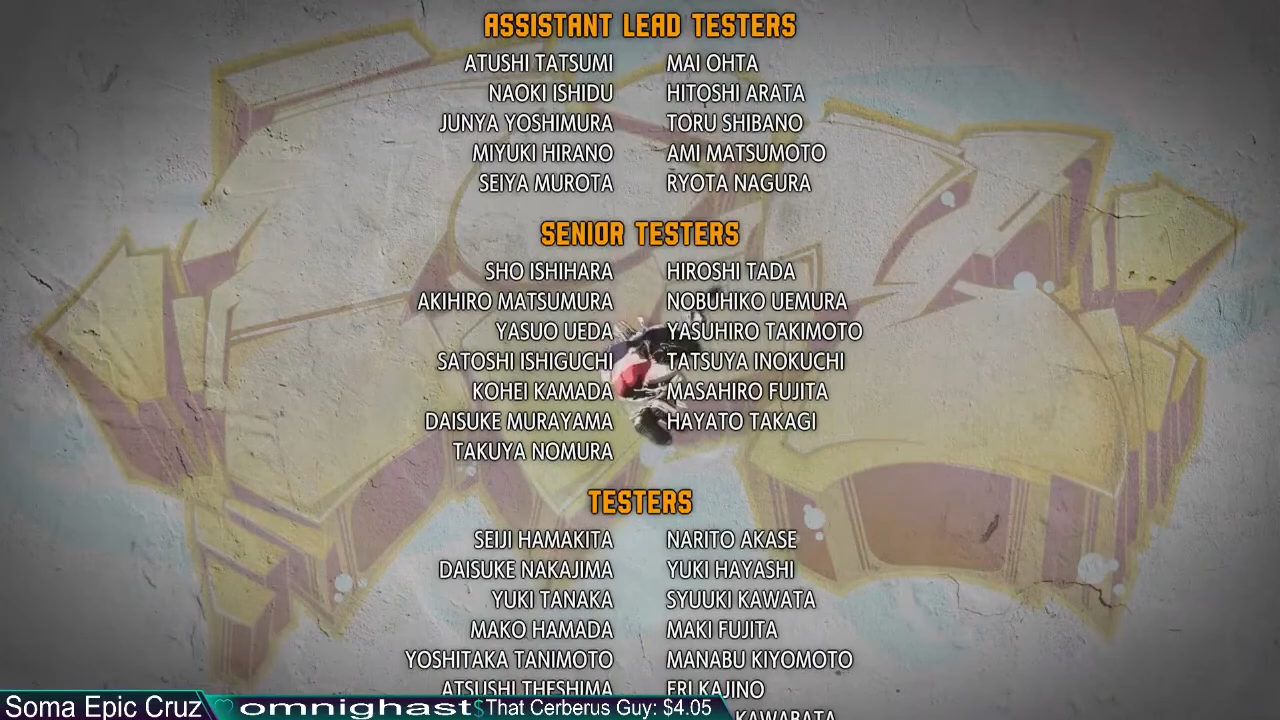 ASSISTANT LEAD TESTERS
ATUSHI TATSUMI MAI OHTA
NAOKI ISHIDU HITOSHI ARATA
JUNYA YOSHIMURA TORU SHIBANO
MIYUKI HIRANO AMI MATSUMOTO
SEIYA MUROTA RYOTA NAGURA
SENIOR TESTERS
SHO ISHIHARA HIROSHI TADA
AKIHIRO MATSUMURA NOBUHIKO UEMURA
YASUO UEDA YASUHIRO TAKIMOTO
SATOSHI ISHIGUCHI TATSUYA INOKUCHI
KOHEI KAMADA MASAHIRO FUJITA
DAISUKE MURAYAMA HAYATO TAKAGI
TAKUYA NOMURA
TESTERS
SEIJI HAMAKITA NARITO AKASE
DAISUKE NAKAJIMA YUKI HAYASHI
YUKI TANAKA SYUUKI KAWATA
MAKO HAMADA MAKI FUJITA
YOSHITAKA TANIMOTO MANABU KIYOMOTO
ATSUSHI THESHIMA ERI KAJINO
KAWABATA
Soma Epic Cruz omnighast $ That Cerberus Guy: $4.05